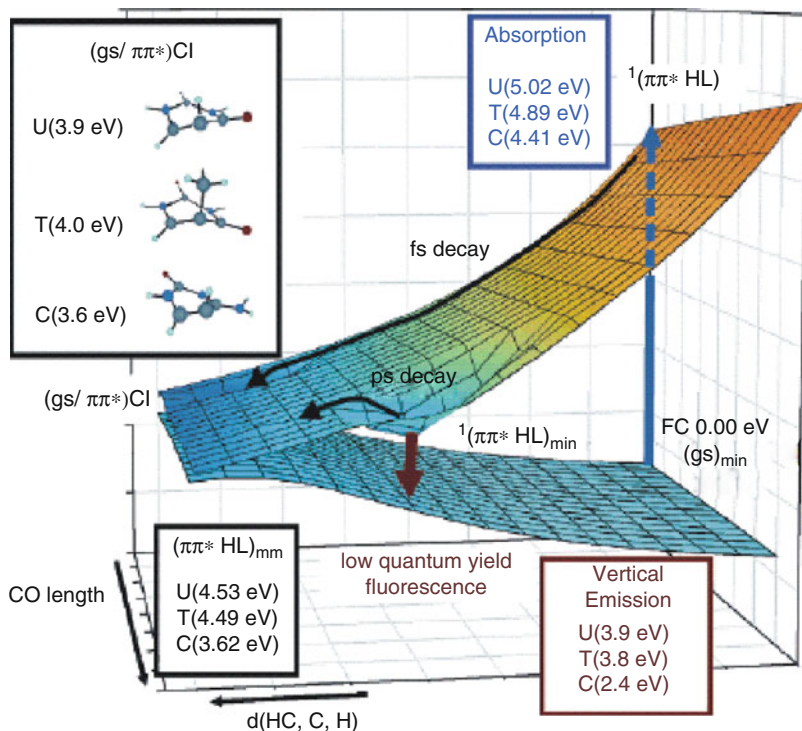 (gs/ ππ*)CI
U(3.9 eV)
T(4.0 eV)
C(3.6 eV)
Absorption
U(5.02 eV)
T(4.89 eV)
C(4.41 eV)
¹(ππ* HL)
fs decay
ps decay
(gs/ ππ*)CI
¹(ππ* HL)min
FC 0.00 eV
(gs)min
(ππ* HL)mm
U(4.53 eV)
T(4.49 eV)
C(3.62 eV)
low quantum yield
fluorescence
Vertical
Emission
U(3.9 eV)
T(3.8 eV)
C(2.4 eV)
CO length
d(HC, C, H)